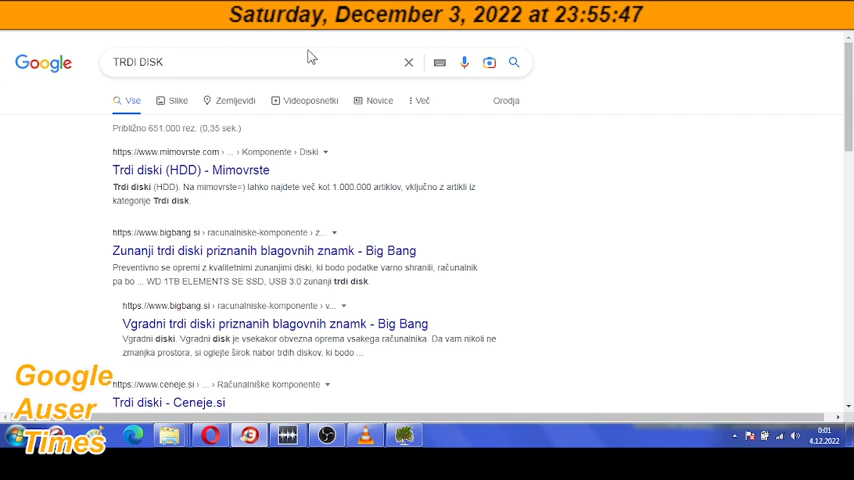 Saturday, December 3, 2022 at 23:55:47
Google
TRDI DISK
Vse
Slike
Zemljevidi
Videoposnetki
Novice
Več
Orodja
Približno 651.000 rez. (0,35 sek.)
https://www.mimovrste.com › ... › Komponente › Diski
Trdi diski (HDD) - Mimovrste
Trdi diski (HDD). Na mimovrste=) lahko najdete več kot 1.000.000 artiklov, vključno z artikli iz
kategorije Trdi disk.
https://www.bigbang.si › racunalniske-komponente › z...
Zunanji trdi diski priznanih blagovnih znamk - Big Bang
Preventivno se opremi z kvalitetnimi zunanjimi diski, ki bodo podatke varno shranili, računalnik
pa bo ... WD 1TB ELEMENTS SE SSD, USB 3.0 zunanji trdi disk.
https://www.bigbang.si › racunalniske-komponente › v...
Vgradni trdi diski priznanih blagovnih znamk - Big Bang
Vgradni diski. Vgradni disk je vsekakor obvezna oprema vsakega računalnika. Da vam nikoli ne
zmanjka prostora, si oglejte širok nabor trdih diskov, ki bodo ...
https://www.ceneje.si › ... › Računalniške komponente
Trdi diski - Ceneje.si
Google
Auser
Times
0:01
4.12.2022